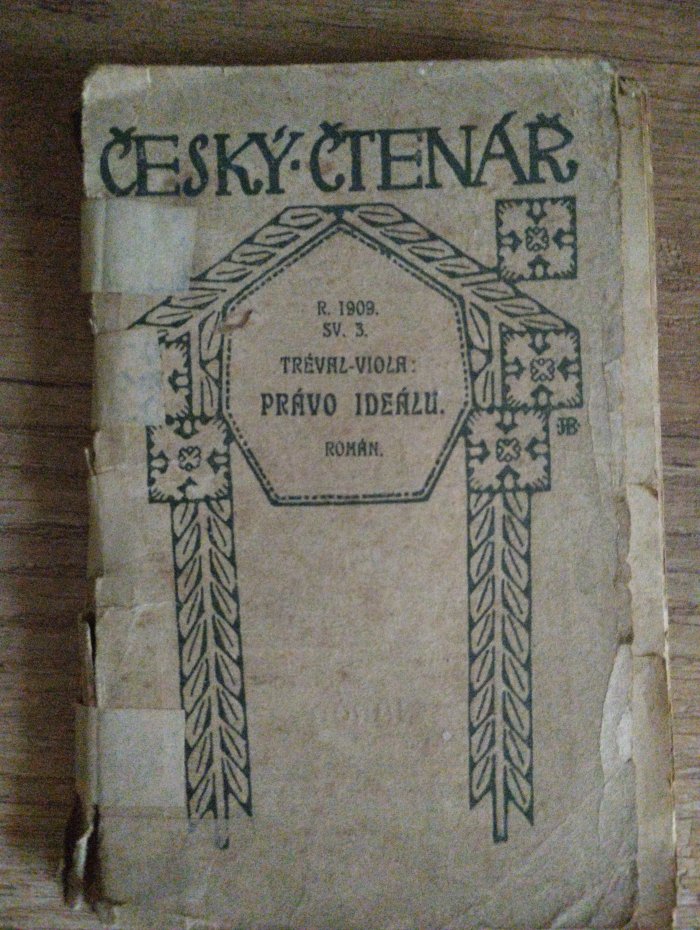 ČESKÝ·ČTENÁŘ
R. 1909.
SV. 3.
TRÉVAL-VIOLA:
PRÁVO IDEÁLU.
ROMÁN.